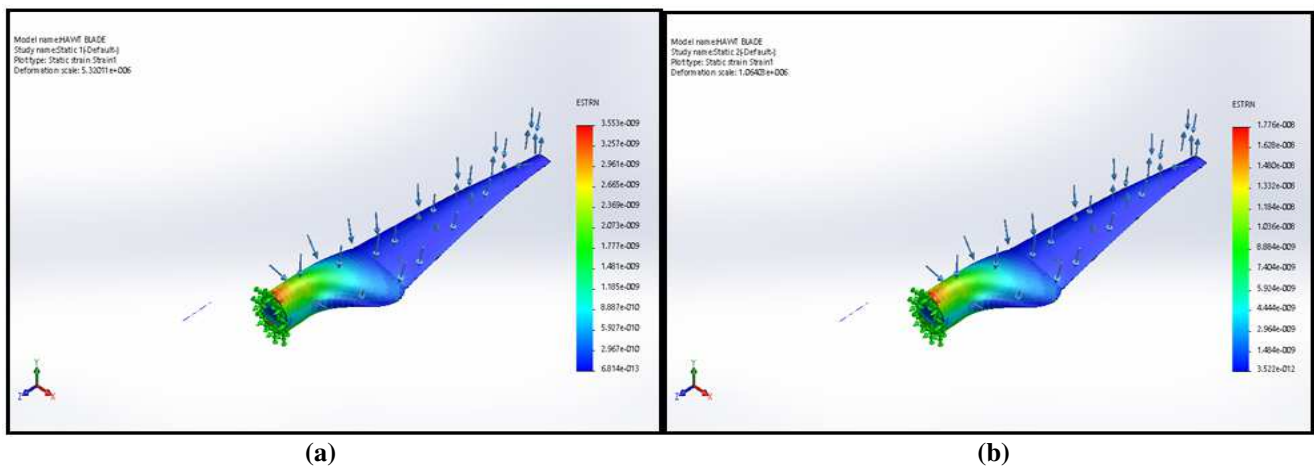 Model name:HAWT BLADE
Study name:Static 1(-Default-)
Plot type: Static strain Strain1
Deformation scale: 5.32011e+006
ESTRN
3.553e-009
3.257e-009
2.961e-009
2.665e-009
2.369e-009
2.073e-009
1.777e-009
1.481e-009
1.185e-009
8.887e-010
5.927e-010
2.967e-010
6.814e-013
Y
Z
X
(a)
Model name:HAWT BLADE
Study name:Static 2(-Default-)
Plot type: Static strain Strain1
Deformation scale: 1.06403e+006
ESTRN
1.776e-008
1.628e-008
1.480e-008
1.332e-008
1.184e-008
1.036e-008
8.884e-009
7.404e-009
5.924e-009
4.444e-009
2.964e-009
1.484e-009
3.522e-012
Y
Z
X
(b)